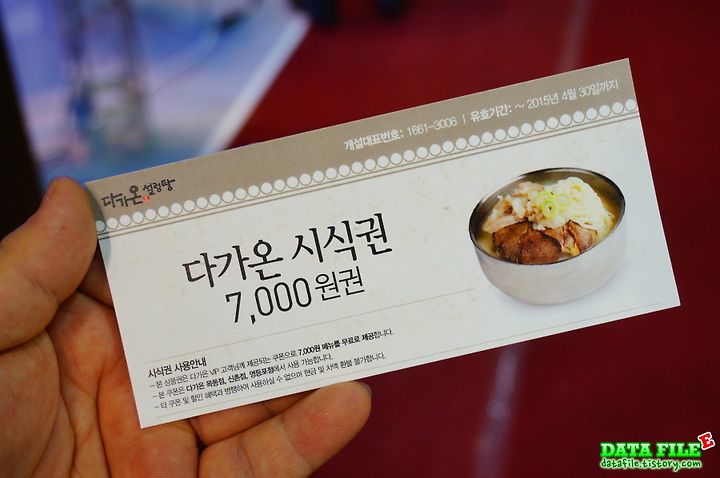 개설대표번호: 1661-3006 | 유효기간: ~ 2015년 4월 30일까지
다가온 설렁탕
다가온 시식권
7,000원권
시식권 사용안내
- 본 상품권은 다가온 VIP 고객님께 제공되는 쿠폰으로 7,000원 메뉴를 무료로 제공합니다.
- 본 쿠폰은 다가온 목동점, 신촌점, 영등포점에서 사용 가능합니다.
- 타 쿠폰 및 할인 혜택과 병행하여 사용하실 수 없으며 현금 및 차액 환불 불가합니다.
DATA FILE E
datafile.tistory.com